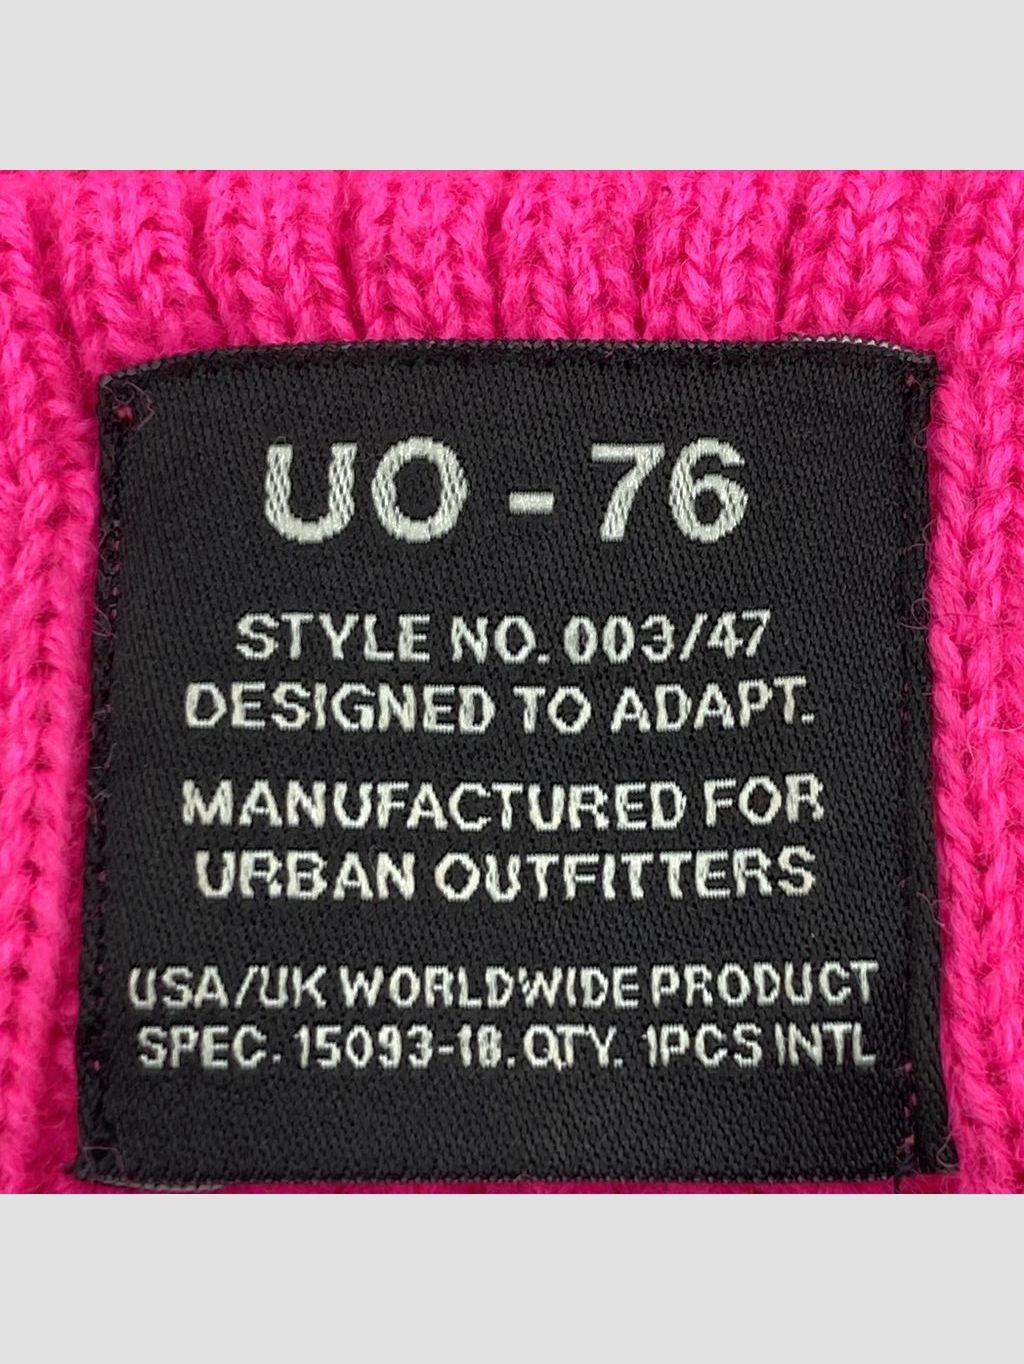 UO - 76
STYLE NO. 003/47
DESIGNED TO ADAPT.
MANUFACTURED FOR
URBAN OUTFITTERS
USA/UK WORLDWIDE PRODUCT
SPEC. 15093-18. QTY. 1PCS INTL